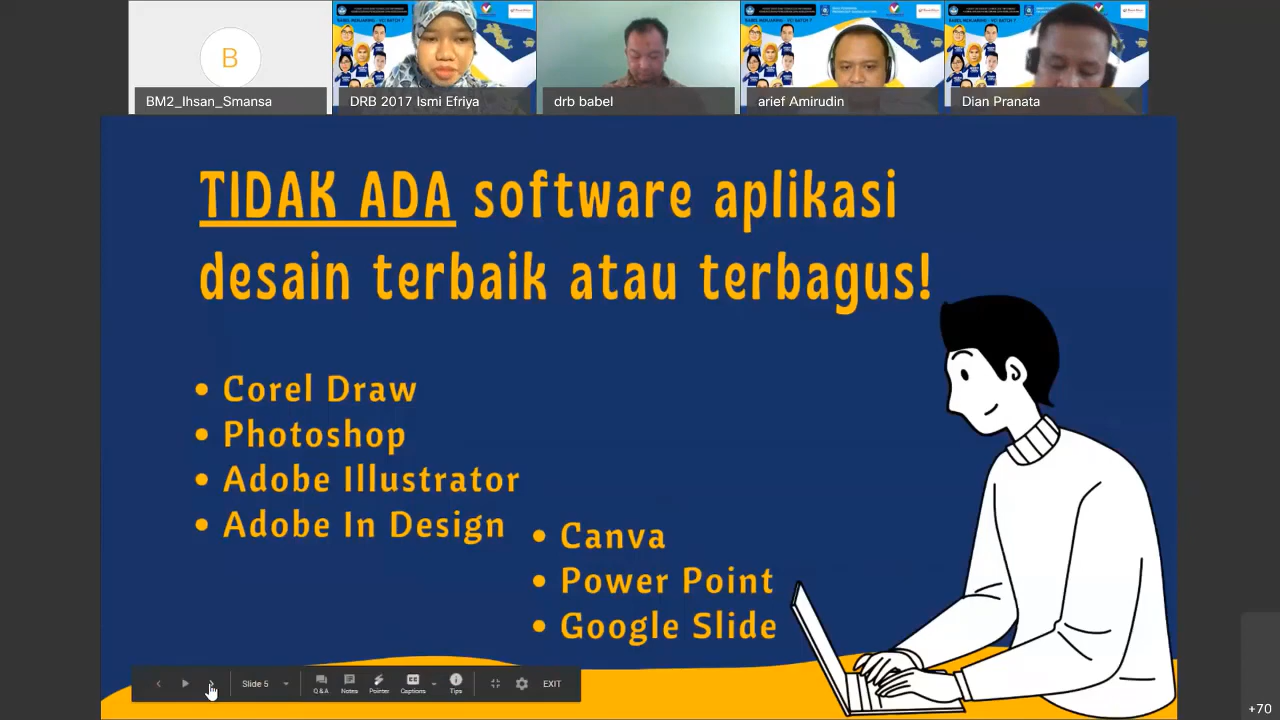 B
BM2_Ihsan_Smansa
DRB 2017 Ismi Efriya
drb babel
arief Amirudin
Dian Pranata
TIDAK ADA software aplikasi
desain terbaik atau terbagus!
• Corel Draw
• Photoshop
• Adobe Illustrator
• Adobe In Design
• Canva
• Power Point
• Google Slide
Slide 5
Q&A
Notes
Pointer
Captions
Tips
EXIT
+70